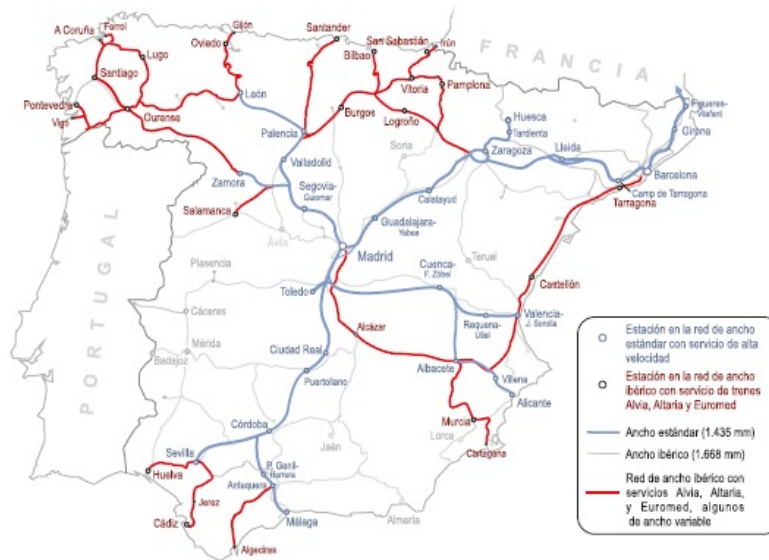 A Coruña
Ferrol
Gijón
Santander
San Sebastián
Irún
FRANCIA
Oviedo
Lugo
Bilbao
Santiago
León
Vitoria
Pamplona
Pontevedra
Vigo
Ourense
Burgos
Logroño
Palencia
Huesca
Tardienta
Figueres-
Vilafant
Girona
Soria
Zaragoza
Lleida
Valladolid
Barcelona
Zamora
Segovia-
Guiomar
Calatayud
Camp de Tarragona
Tarragona
Salamanca
Guadalajara-
Yebes
Ávila
Madrid
PORTUGAL
Plasencia
Cuenca-
F. Zóbel
Teruel
Castellón
Toledo
Cáceres
Requena-
Utiel
Valencia-
J. Sorolla
Alcázar
Mérida
Badajoz
Ciudad Real
Albacete
Puertollano
Villena
Alicante
Murcia
Córdoba
Lorca
Jaén
Cartagena
Sevilla
P. Genil-
Herrera
Huelva
Antequera
Jerez
Cádiz
Málaga
Almería
Algeciras
Estación en la red de ancho
estándar con servicio de alta
velocidad
Estación en la red de ancho
ibérico con servicio de trenes
Alvia, Altaria y Euromed
Ancho estándar (1.435 mm)
Ancho ibérico (1.668 mm)
Red de ancho ibérico con
servicios Alvia, Altaria,
y Euromed, algunos
de ancho variable